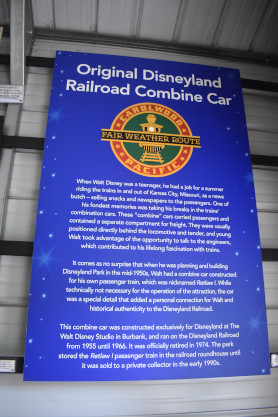 Original Disneyland
Railroad Combine Car
CAROLWOOD
FAIR WEATHER ROUTE
PACIFIC
When Walt Disney was a teenager, he had a job for a summer
riding the trains in and out of Kansas City, Missouri, as a news
butch – selling snacks and newspapers to the passengers. One of
his fondest memories was taking his breaks in the trains'
combination cars. These "combine" cars carried passengers and
contained a separate compartment for freight. They were usually
positioned directly behind the locomotive and tender, and young
Walt took advantage of the opportunity to talk to the engineers,
which contributed to his lifelong fascination with trains.
It comes as no surprise that when he was planning and building
Disneyland Park in the mid-1950s, Walt had a combine constructed
for his own passenger train, which was nicknamed Retlaw I. While
technically not necessary for the operation of the attraction, the car
was a special detail that added a personal connection for Walt and
historical authenticity to the Disneyland Railroad.
This combine car was constructed exclusively for Disneyland at The
Walt Disney Studio in Burbank, and ran on the Disneyland Railroad
from 1955 until 1966. It was officially retired in 1974. The park
stored the Retlaw I passenger train in the railroad roundhouse until
it was sold to a private collector in the early 1990s.